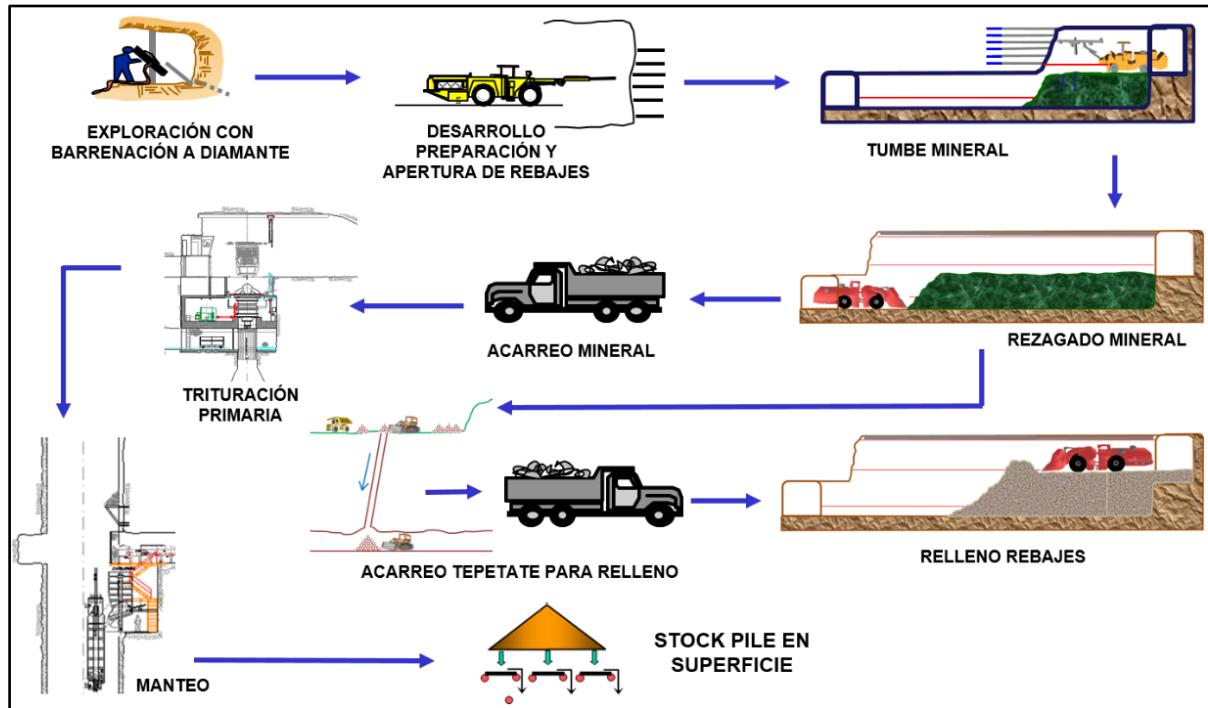 EXPLORACIÓN CON
BARRENACIÓN A DIAMANTE
DESARROLLO
PREPARACIÓN Y
APERTURA DE REBAJES
TUMBE MINERAL
TRITURACIÓN
PRIMARIA
ACARREO MINERAL
REZAGADO MINERAL
ACARREO TEPETATE PARA RELLENO
RELLENO REBAJES
MANTEO
STOCK PILE EN
SUPERFICIE